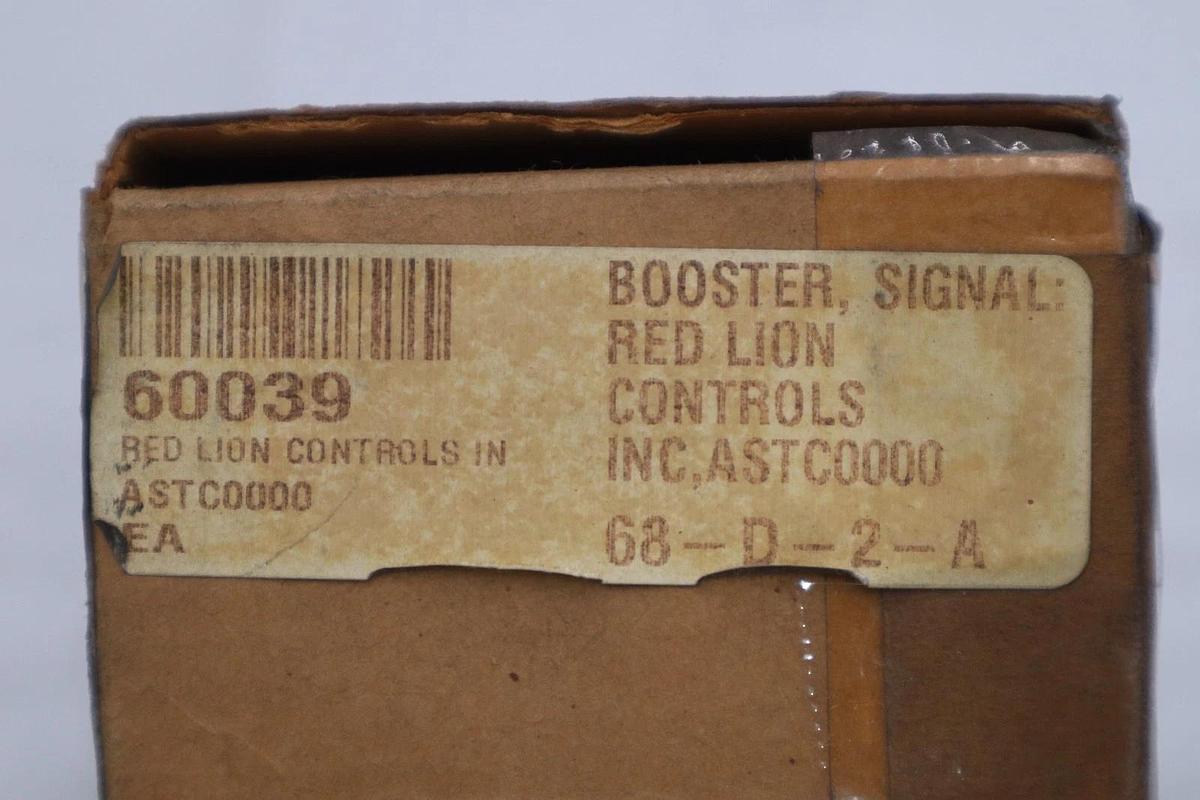 60039
RED LION CONTROLS IN
ASTC0000
EA
BOOSTER, SIGNAL:
RED LION
CONTROLS
INC,ASTC0000
68-D-2-A